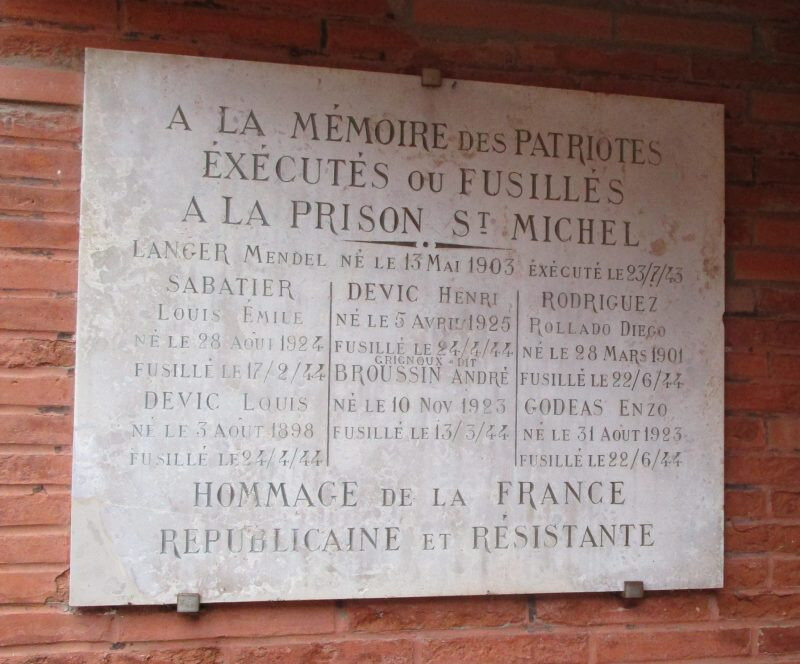 A LA MÉMOIRE DES PATRIOTES
ÉXÉCUTÉS OU FUSILLÉS
A LA PRISON ST MICHEL
LANGER MENDEL NÉ LE 13 MAI 1903 ÉXÉCUTÉ LE 23/7/43
SABATIER
LOUIS ÉMILE
NÉ LE 28 AOUT 1924
FUSILLÉ LE 17/2/44
DEVIC LOUIS
NÉ LE 3 AOUT 1898
FUSILLÉ LE 24/4/44
DEVIC HENRI
NÉ LE 5 AVRIL 1925
FUSILLÉ LE 24/4/44
GRIGNOUX DIT
BROUSSIN ANDRÉ
NÉ LE 10 NOV 1923
FUSILLÉ LE 13/3/44
RODRIGUEZ
ROLLADO DIEGO
NÉ LE 28 MARS 1901
FUSILLÉ LE 22/6/44
GODEAS ENZO
NÉ LE 31 AOUT 1923
FUSILLÉ LE 22/6/44
HOMMAGE DE LA FRANCE
RÉPUBLICAINE ET RÉSISTANTE